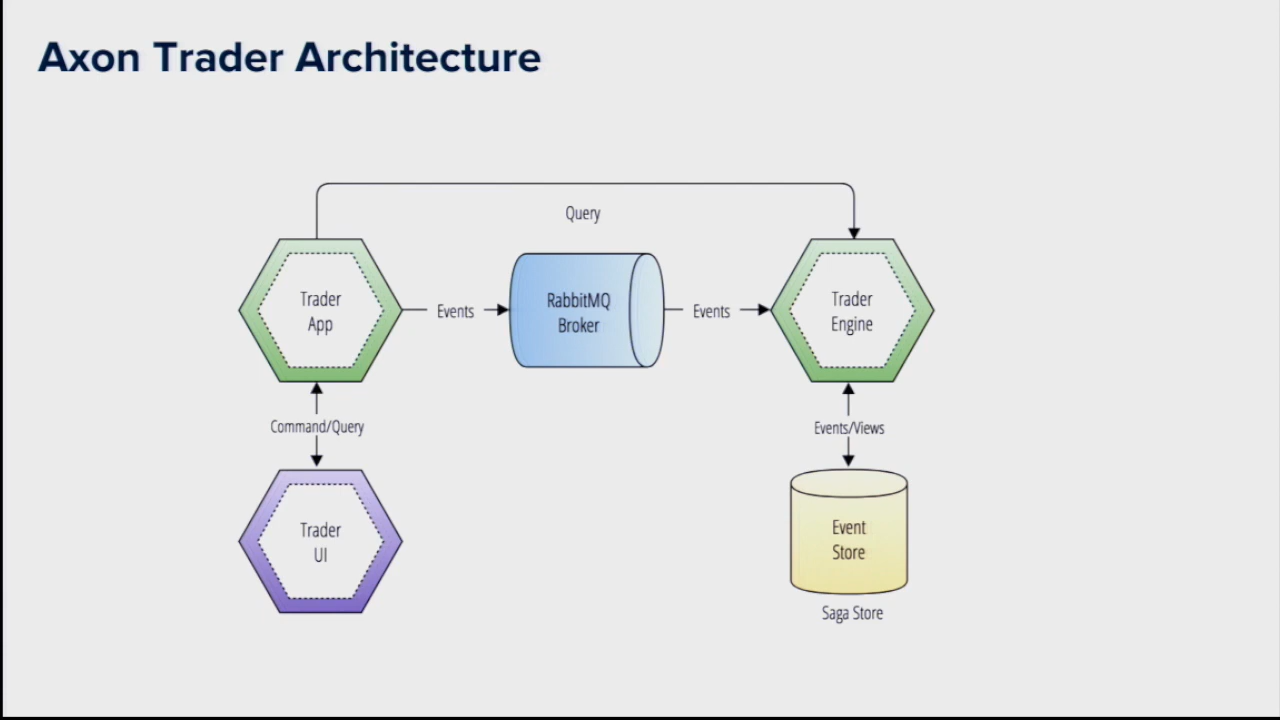 Axon Trader Architecture
Query
Trader
App
Events
RabbitMQ
Broker
Events
Trader
Engine
Command/Query
Events/Views
Trader
UI
Event
Store
Saga Store